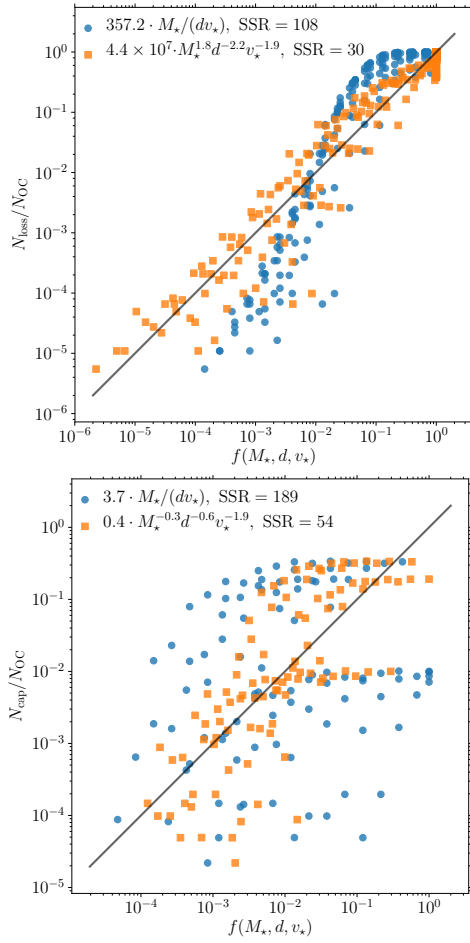 357.2 · M⋆/(dv⋆), SSR = 108
4.4 × 10⁷·M⋆^1.8 d^−2.2 v⋆^−1.9, SSR = 30
10⁰
10⁻¹
10⁻²
10⁻³
10⁻⁴
10⁻⁵
10⁻⁶
N_loss/N_OC
10⁻⁶ 10⁻⁵ 10⁻⁴ 10⁻³ 10⁻² 10⁻¹ 10⁰
f(M⋆, d, v⋆)
3.7 · M⋆/(dv⋆), SSR = 189
0.4 · M⋆^−0.3 d^−0.6 v⋆^−1.9, SSR = 54
10⁰
10⁻¹
10⁻²
10⁻³
10⁻⁴
10⁻⁵
N_cap/N_OC
10⁻⁴ 10⁻³ 10⁻² 10⁻¹ 10⁰
f(M⋆, d, v⋆)